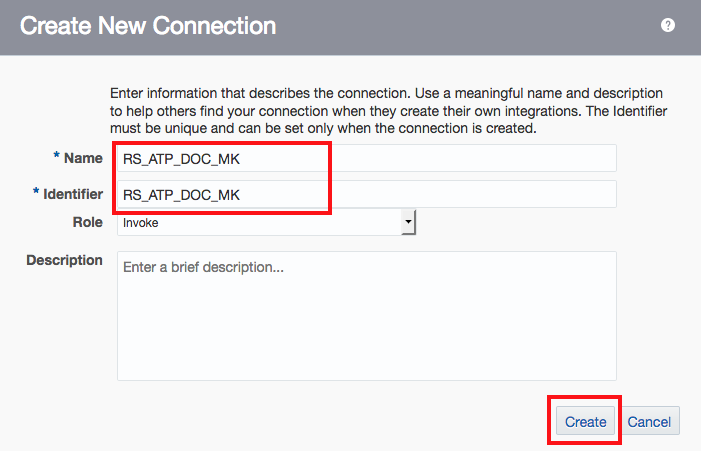 Create New Connection
?
Enter information that describes the connection. Use a meaningful name and description
to help others find your connection when they create their own integrations. The Identifier
must be unique and can be set only when the connection is created.
* Name RS_ATP_DOC_MK
* Identifier RS_ATP_DOC_MK
Role Invoke
Description Enter a brief description...
Create Cancel